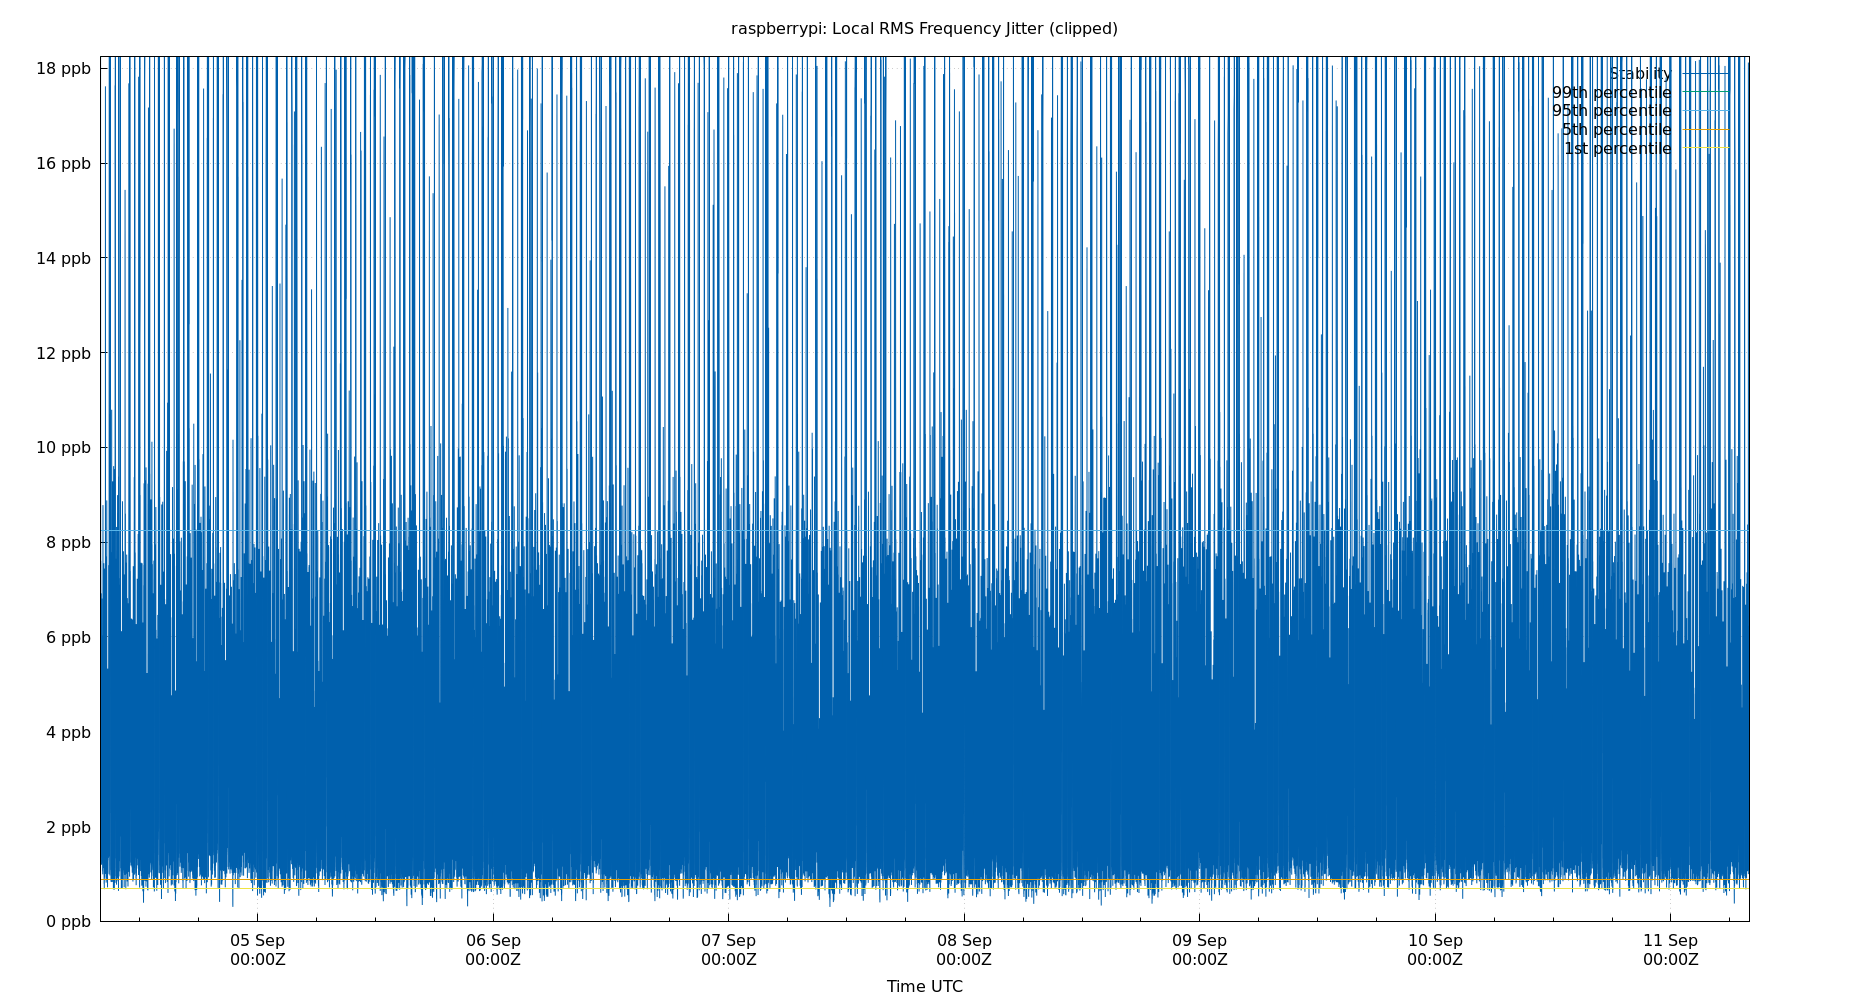 raspberrypi: Local RMS Frequency Jitter (clipped)
18 ppb
16 ppb
14 ppb
12 ppb
10 ppb
8 ppb
6 ppb
4 ppb
2 ppb
0 ppb
Stability
99th percentile
95th percentile
5th percentile
1st percentile
05 Sep 06 Sep 07 Sep 08 Sep 09 Sep 10 Sep 11 Sep
00:00Z 00:00Z 00:00Z 00:00Z 00:00Z 00:00Z 00:00Z
Time UTC